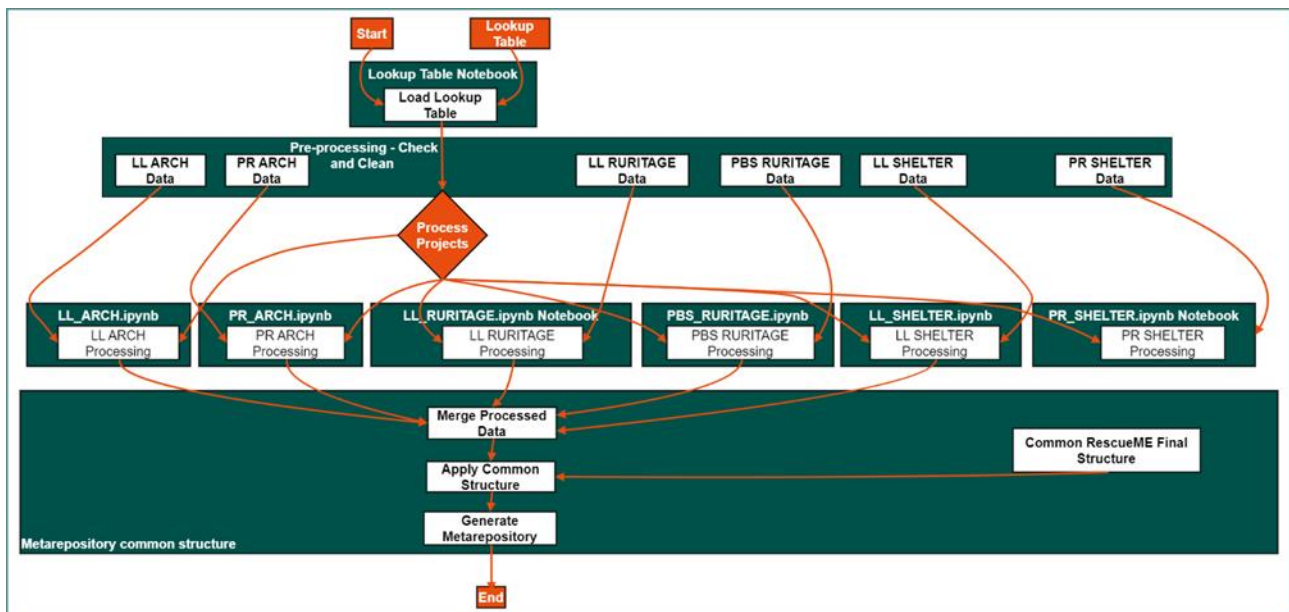 Start
Lookup
Table
Lookup Table Notebook
Load Lookup
Table
Pre-processing - Check
and Clean
LL ARCH
Data
PR ARCH
Data
LL RURITAGE
Data
PBS RURITAGE
Data
LL SHELTER
Data
PR SHELTER
Data
Process
Projects
LL_ARCH.ipynb
LL ARCH
Processing
PR_ARCH.ipynb
PR ARCH
Processing
LL_RURITAGE.ipynb Notebook
LL RURITAGE
Processing
PBS_RURITAGE.ipynb
PBS RURITAGE
Processing
LL_SHELTER.ipynb
LL SHELTER
Processing
PR_SHELTER.ipynb Notebook
PR SHELTER
Processing
Merge Processed
Data
Common RescueME Final
Structure
Apply Common
Structure
Generate
Metarepository
Metarepository common structure
End